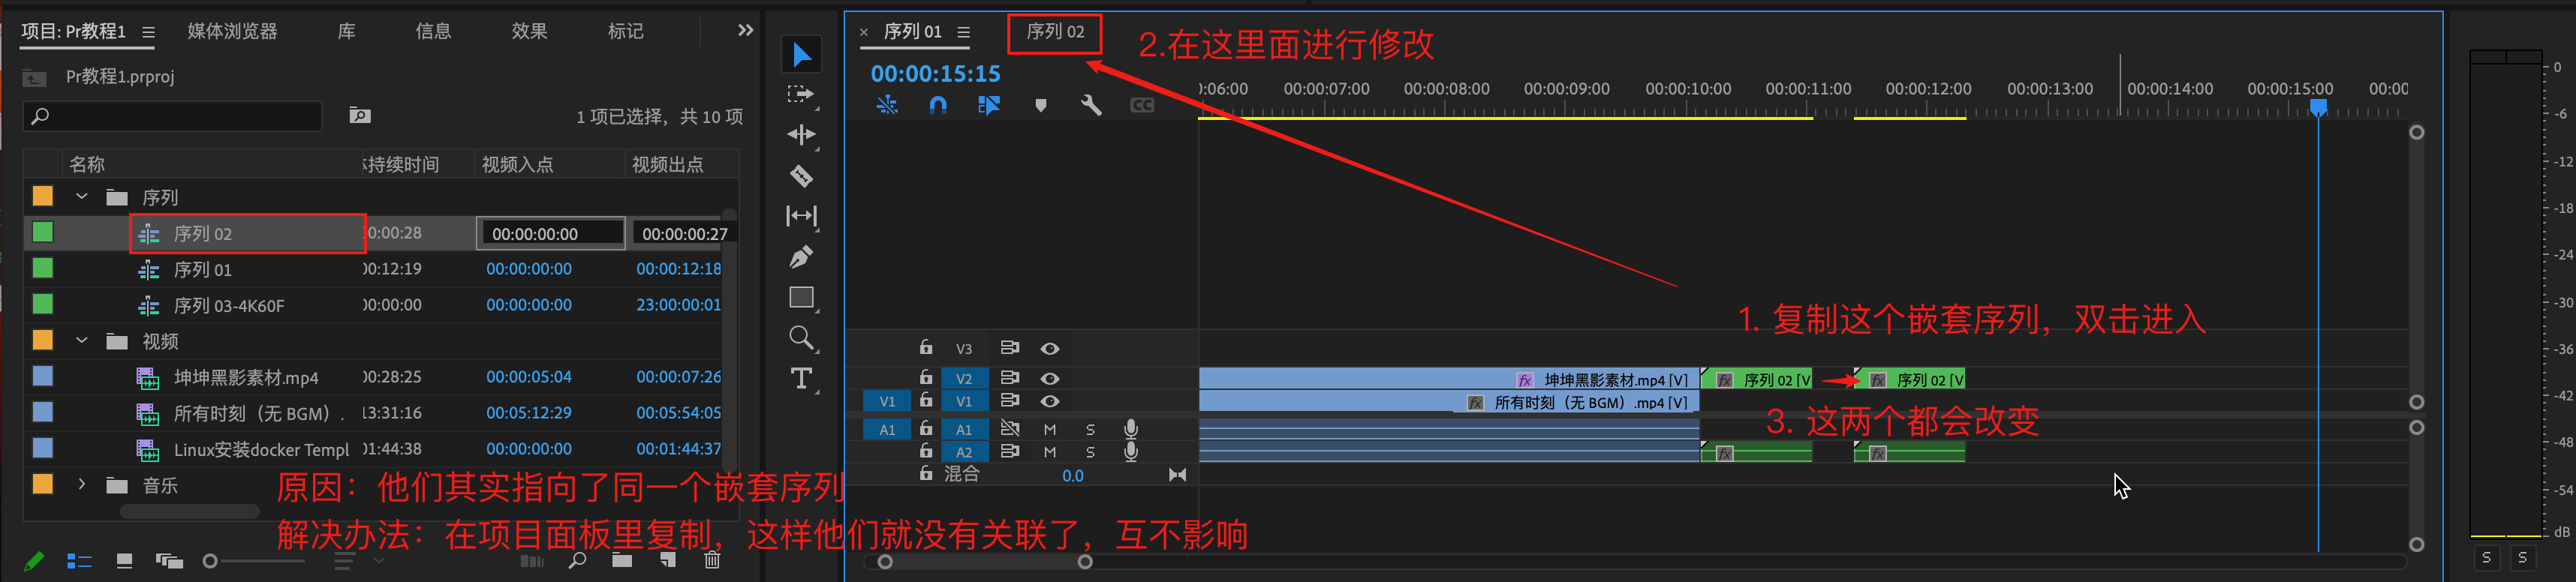 项目: Pr教程1
媒体浏览器
库
信息
效果
标记
Pr教程1.prproj
1 项已选择，共 10 项
名称
持续时间
视频入点
视频出点
序列
序列 02
0:00:28
00:00:00:00
00:00:00:27
序列 01
00:12:19
00:00:00:00
00:00:12:18
序列 03-4K60F
00:00:00
00:00:00:00
23:00:00:01
视频
坤坤黑影素材.mp4
00:28:25
00:00:05:04
00:00:07:26
所有时刻（无 BGM）.
13:31:16
00:05:12:29
00:05:54:05
Linux安装docker Templ
01:44:38
00:00:00:00
00:01:44:37
音乐
原因：他们其实指向了同一个嵌套序列
解决办法：在项目面板里复制，这样他们就没有关联了，互不影响
× 序列 01
序列 02
2.在这里面进行修改
00:00:15:15
CC
0:06:00
00:00:07:00
00:00:08:00
00:00:09:00
00:00:10:00
00:00:11:00
00:00:12:00
00:00:13:00
00:00:14:00
00:00:15:00
00:00
1. 复制这个嵌套序列，双击进入
V3
V2
fx 坤坤黑影素材.mp4 [V]
fx 序列 02 [V
fx 序列 02 [V
V1
V1
fx 所有时刻（无 BGM）.mp4 [V]
3. 这两个都会改变
A1
A1
M
S
A2
M
S
fx
fx
混合
0.0
0
-6
-12
-18
-24
-30
-36
-42
-48
-54
dB
S
S